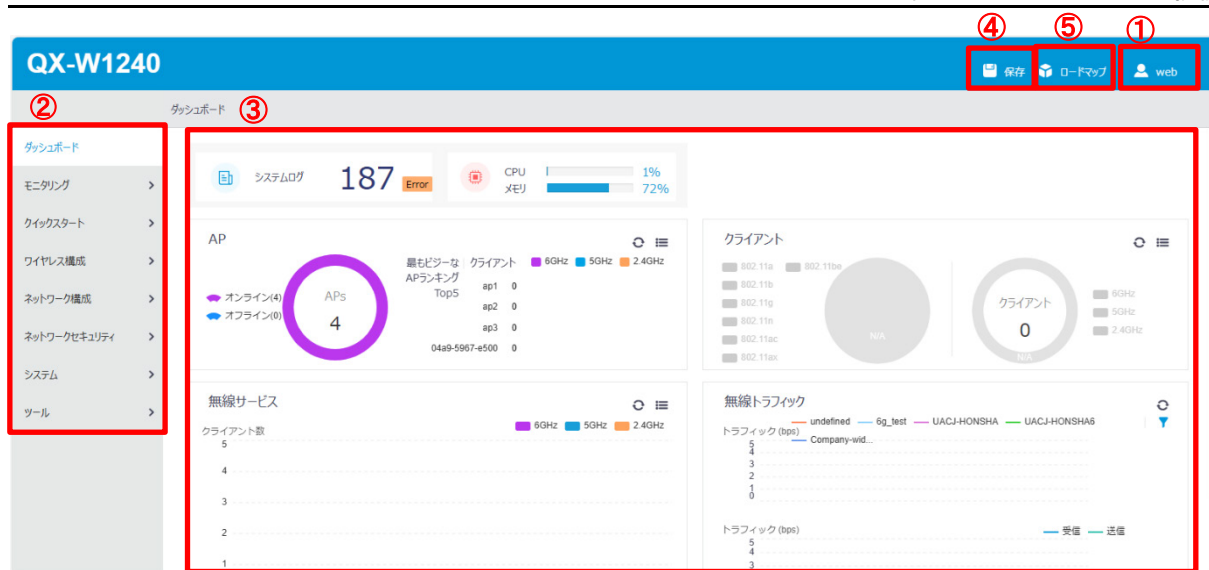 ④ ⑤ ①
QX-W1240
保存 ロードマップ web
② ダッシュボード ③
ダッシュボード
モニタリング
クイックスタート
ワイヤレス構成
ネットワーク構成
ネットワークセキュリティ
システム
ツール
システムログ 187 Error
CPU 1%
メモリ 72%
AP
オンライン(4)
オフライン(0)
APs
4
最もビジーな クライアント
APランキング
Top5
6GHz 5GHz 2.4GHz
ap1 0
ap2 0
ap3 0
04a9-5967-e500 0
クライアント
802.11a 802.11be
802.11b
802.11g
802.11n
802.11ac
802.11ax
N/A
クライアント
0
N/A
6GHz
5GHz
2.4GHz
無線サービス
6GHz 5GHz 2.4GHz
クライアント数
5
4
3
2
1
無線トラフィック
undefined 6g_test UACJ-HONSHA UACJ-HONSHA6
Company-wid...
トラフィック (bps)
5
4
3
2
1
0
トラフィック (bps)
受信 送信
5
4
3